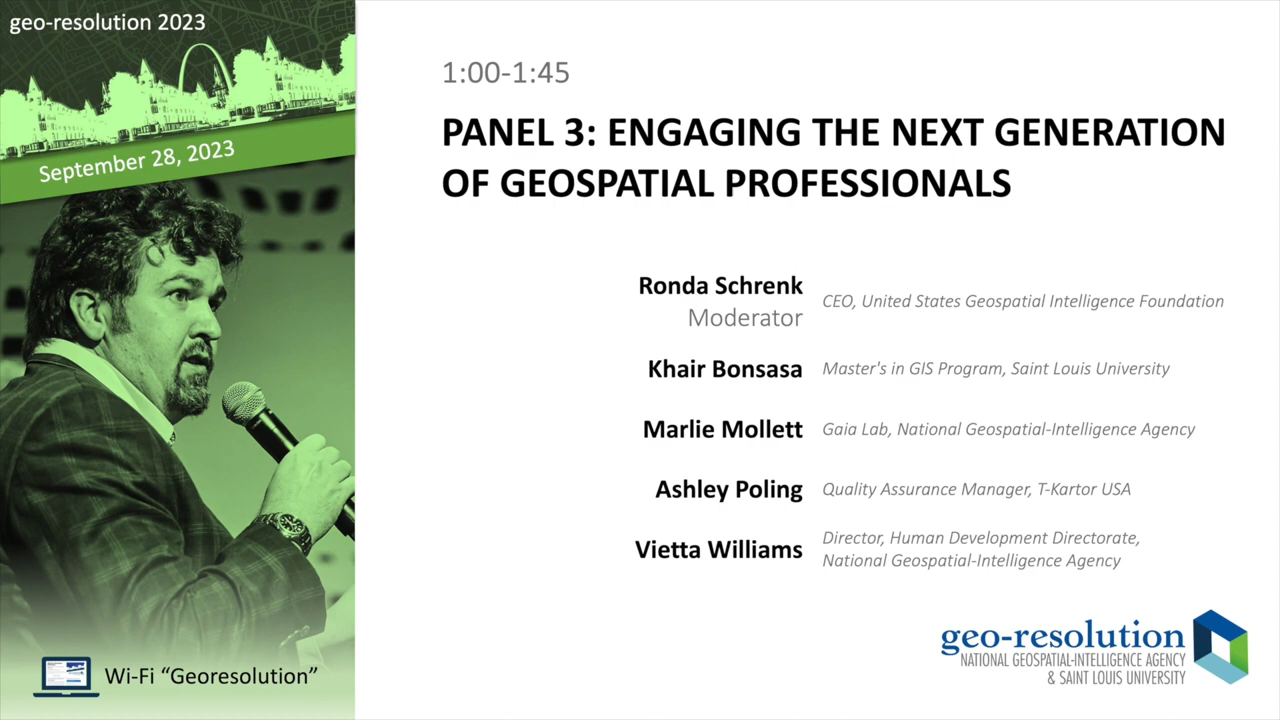 geo-resolution 2023
September 28, 2023
1:00-1:45
PANEL 3: ENGAGING THE NEXT GENERATION
OF GEOSPATIAL PROFESSIONALS
Ronda Schrenk
Moderator
CEO, United States Geospatial Intelligence Foundation
Khair Bonsasa
Master's in GIS Program, Saint Louis University
Marlie Mollett
Gaia Lab, National Geospatial-Intelligence Agency
Ashley Poling
Quality Assurance Manager, T-Kartor USA
Vietta Williams
Director, Human Development Directorate,
National Geospatial-Intelligence Agency
Wi-Fi “Georesolution”
geo-resolution
NATIONAL GEOSPATIAL-INTELLIGENCE AGENCY
& SAINT LOUIS UNIVERSITY